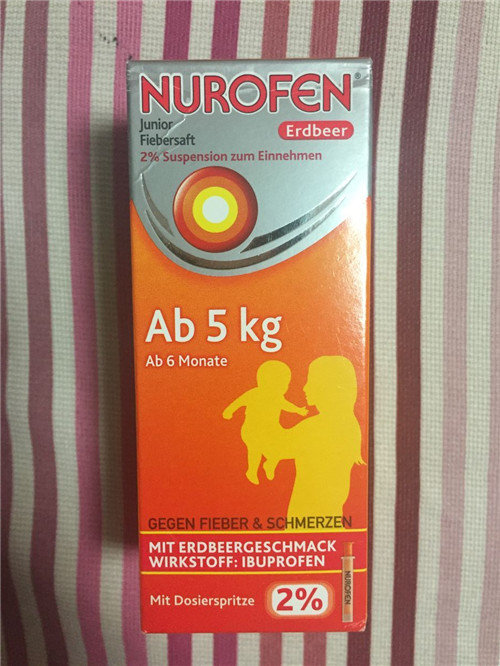 NUROFEN®
Junior
Fiebersaft
Erdbeer
2% Suspension zum Einnehmen
Ab 5 kg
Ab 6 Monate
GEGEN FIEBER & SCHMERZEN
MIT ERDBEERGESCHMACK
WIRKSTOFF: IBUPROFEN
Mit Dosierspritze
2%
NUROFEN